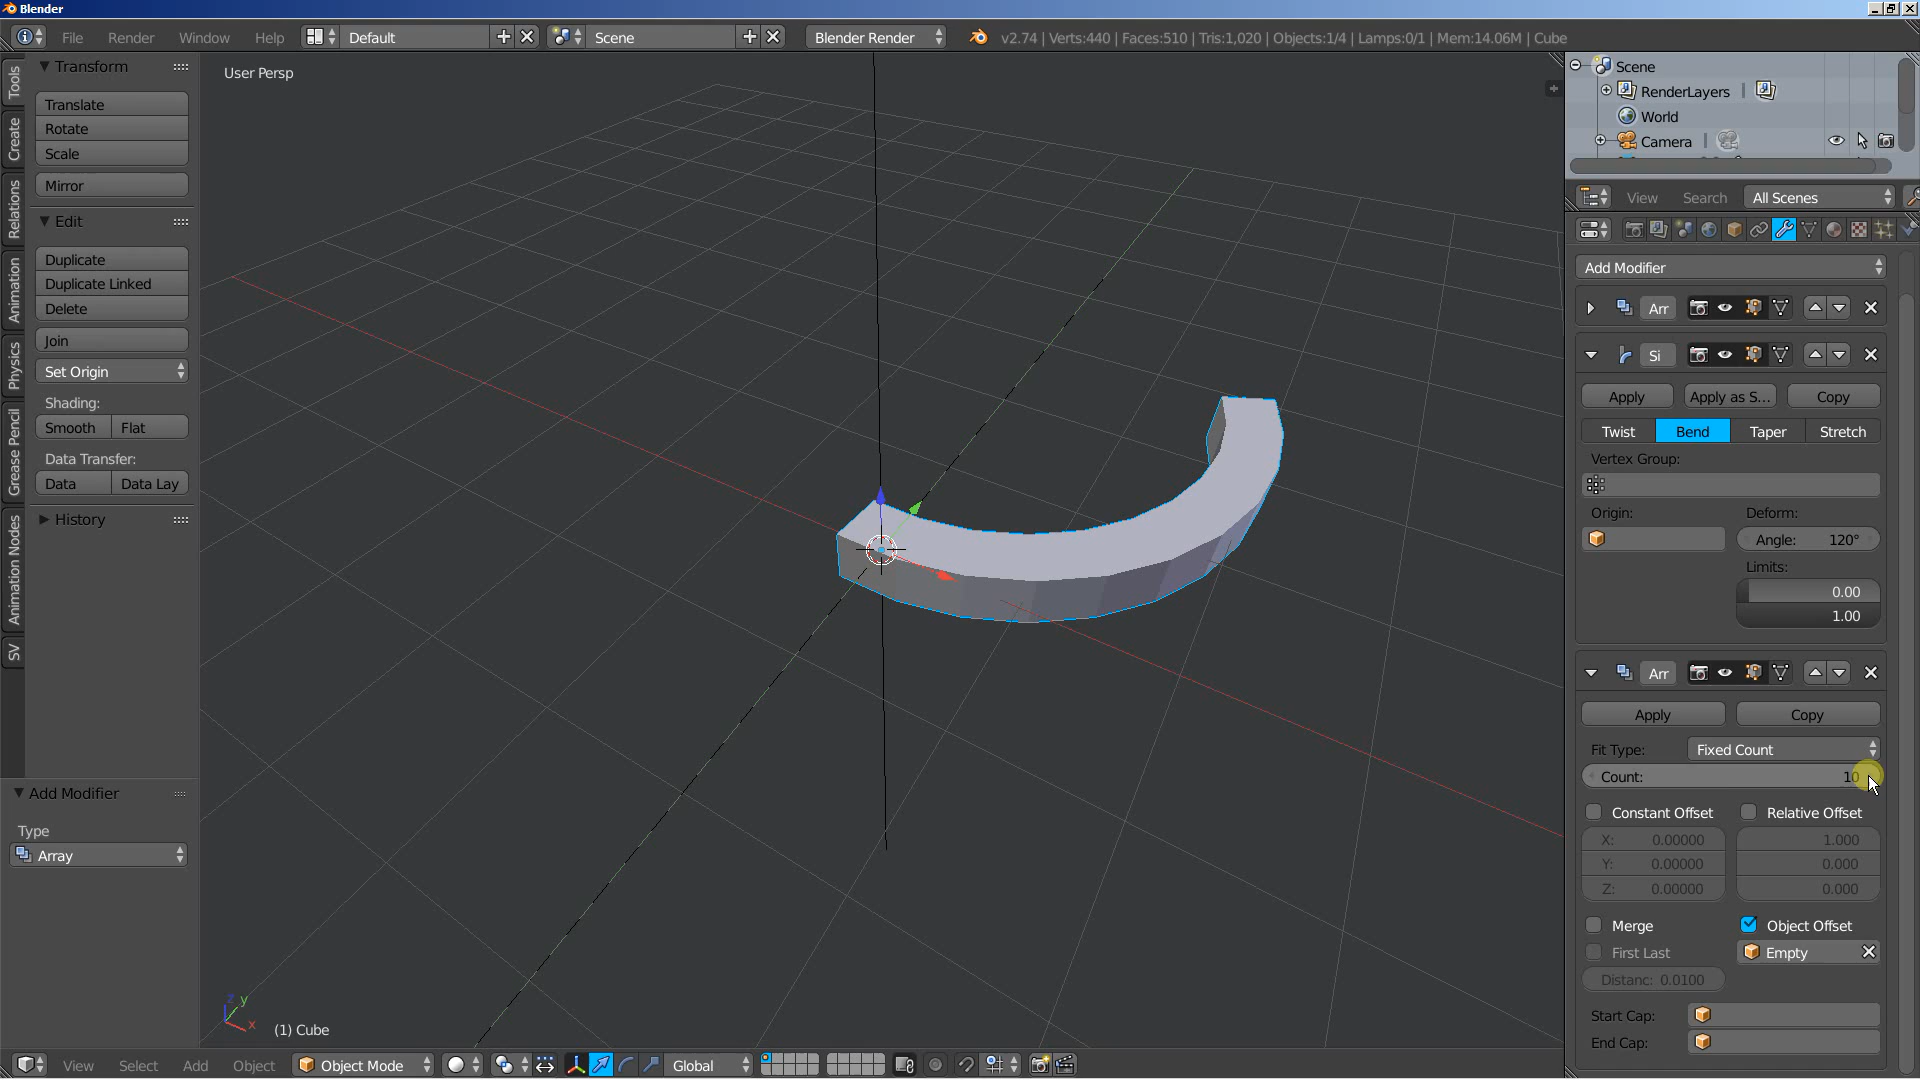 Blender
File Render Window Help Default Scene Blender Render v2.74 | Verts:440 | Faces:510 | Tris:1,020 | Objects:1/4 | Lamps:0/1 | Mem:14.06M | Cube
Tools
Create
Relations
Animation
Physics
Grease Pencil
Animation Nodes
SV
Transform
Translate
Rotate
Scale
Mirror
Edit
Duplicate
Duplicate Linked
Delete
Join
Set Origin
Shading:
Smooth Flat
Data Transfer:
Data Data Lay
History
Add Modifier
Type
Array
User Persp
z y
x
(1) Cube
View Select Add Object Object Mode Global
Scene
RenderLayers
World
Camera
View Search All Scenes
Add Modifier
Arr
Si
Apply Apply as S... Copy
Twist Bend Taper Stretch
Vertex Group:
Origin: Deform:
Angle: 120°
Limits:
0.00
1.00
Arr
Apply Copy
Fit Type: Fixed Count
Count: 10
Constant Offset Relative Offset
X: 0.00000 1.000
Y: 0.00000 0.000
Z: 0.00000 0.000
Merge Object Offset
First Last Empty
Distanc: 0.0100
Start Cap:
End Cap: